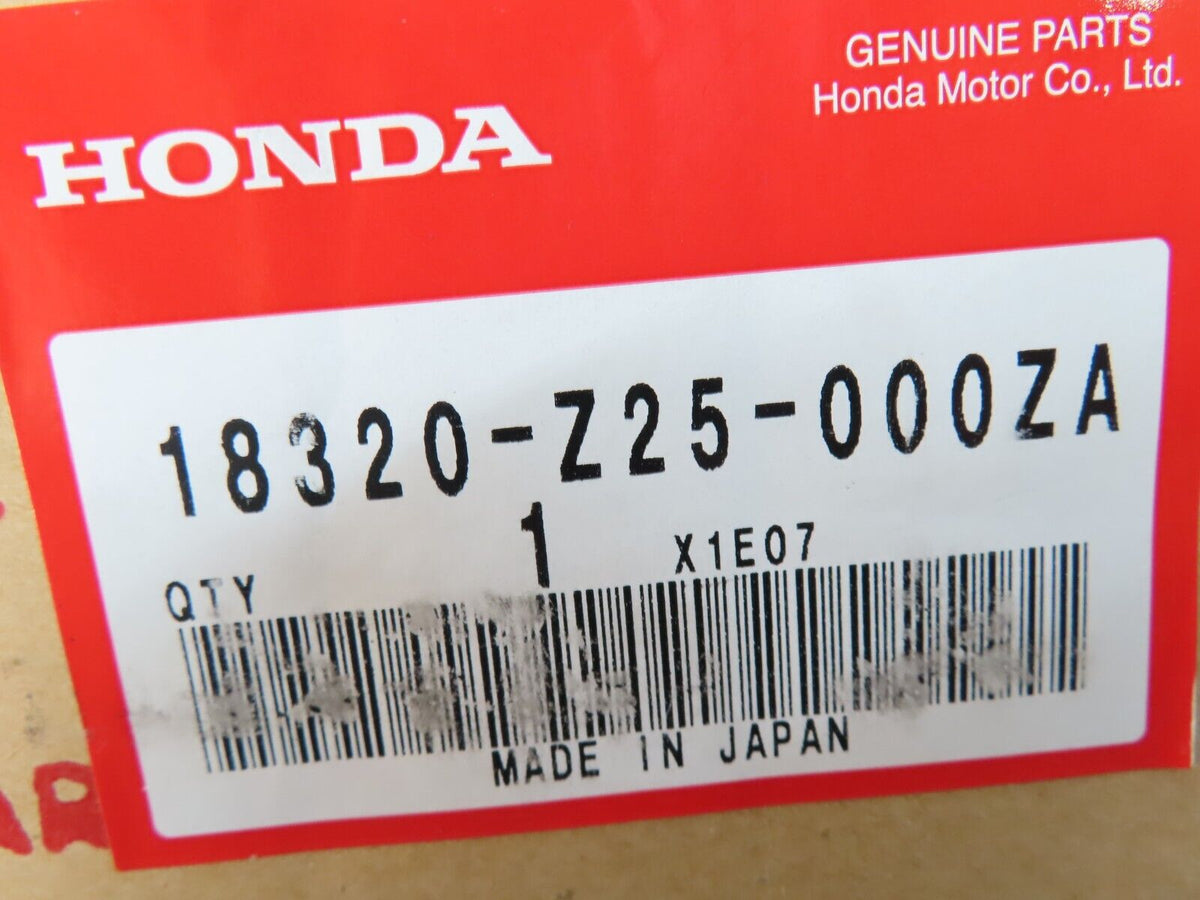 GENUINE PARTS
Honda Motor Co., Ltd.
HONDA
18320-Z25-000ZA
QTY 1 X1E07
MADE IN JAPAN